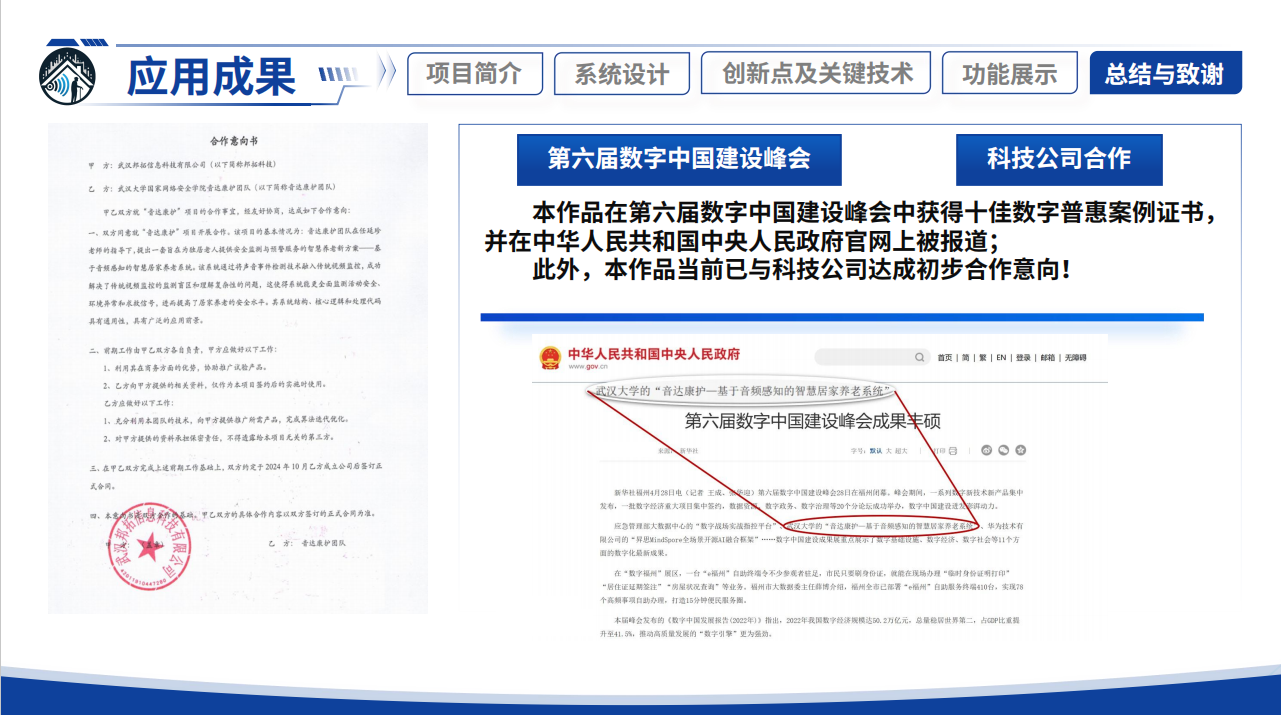 应用成果
项目简介
系统设计
创新点及关键技术
功能展示
总结与致谢
合作意向书
甲 方：武汉邦拓信息科技有限公司（以下简称邦拓科技）
乙 方：武汉大学国家网络安全学院音达康护团队（以下简称音达康护团队）
甲乙双方就“音达康护”项目的合作事宜，经友好协商，达成如下合作意向：
一、双方同意就“音达康护”项目开展合作。该项目的基本情况为：音达康护团队在任延珍
老师的指导下，提出一套旨在为独居老人提供安全监测与预警服务的智慧养老新方案——基
于音频感知的智慧居家养老系统。该系统通过将声音事件检测技术融入传统视频监控，成功
解决了传统视频监控的监测盲区和理解复杂性的问题，这使得系统能更全面监测活动安全、
环境异常和求救信号，进而提高了居家养老的安全水平。其系统结构、核心逻辑和处理代码
具有通用性，具有广泛的应用前景。
二、前期工作由甲乙双方各自负责，甲方应做好以下工作：
1、利用其在商务方面的优势，协助推广试验产品。
2、乙方向甲方提供的相关资料，仅作为本项目签约后的实施时使用。
乙方应做好以下工作：
1、充分利用本团队的技术，向甲方提供推广所需产品，完成算法迭代优化。
2、对甲方提供的资料承担保密责任，不得透露给本项目无关的第三方。
三、在甲乙双方完成上述前期工作基础上，双方约定于 2024 年 10 月乙方成立公司后签订正
式合同。
四、本意向书是双方合作的基础，甲乙双方的具体合作内容以双方签订的正式合同为准。
甲 方：（盖章）
乙 方： 音达康护团队
武汉邦拓信息科技有限公司
第六届数字中国建设峰会
科技公司合作
本作品在第六届数字中国建设峰会中获得十佳数字普惠案例证书，
并在中华人民共和国中央人民政府官网上被报道；
此外，本作品当前已与科技公司达成初步合作意向！
中华人民共和国中央人民政府
www.gov.cn
首页 | 简 | 繁 | EN | 登录 | 邮箱 | 无障碍
武汉大学的“音达康护—基于音频感知的智慧居家养老系统”
第六届数字中国建设峰会成果丰硕
来源：新华社
字号：默认 大 超大 | 打印
新华社福州4月28日电（记者 王成、张华迎）第六届数字中国建设峰会28日在福州闭幕。峰会期间，一系列数字新技术新产品集中
发布，一批数字经济重大项目集中签约，数据资源、数字政务、数字治理等20个分论坛成功举办，数字中国建设迸发澎湃动力。
应急管理部大数据中心的“数字战场实战指挥平台”、武汉大学的“音达康护—基于音频感知的智慧居家养老系统”、华为技术有
限公司的“昇思MindSpore全场景开源AI融合框架”……数字中国建设成果展重点展示了数字基础设施、数字经济、数字社会等11个方
面的数字化最新成果。
在“数字福州”展区，一台“e福州”自助终端令不少参观者驻足，市民只要刷身份证，就能在现场办理“临时身份证明打印”
“居住证延期签注”“房屋状况查询”等业务。福州市大数据委主任薛博介绍，福州全市已部署“e福州”自助服务终端410台，实现78
个高频事项自助办理，打造15分钟便民服务圈。
本届峰会发布的《数字中国发展报告(2022年)》指出，2022年我国数字经济规模达50.2万亿元，总量稳居世界第二，占GDP比重提
升至41.5%，推动高质量发展的“数字引擎”更为强劲。